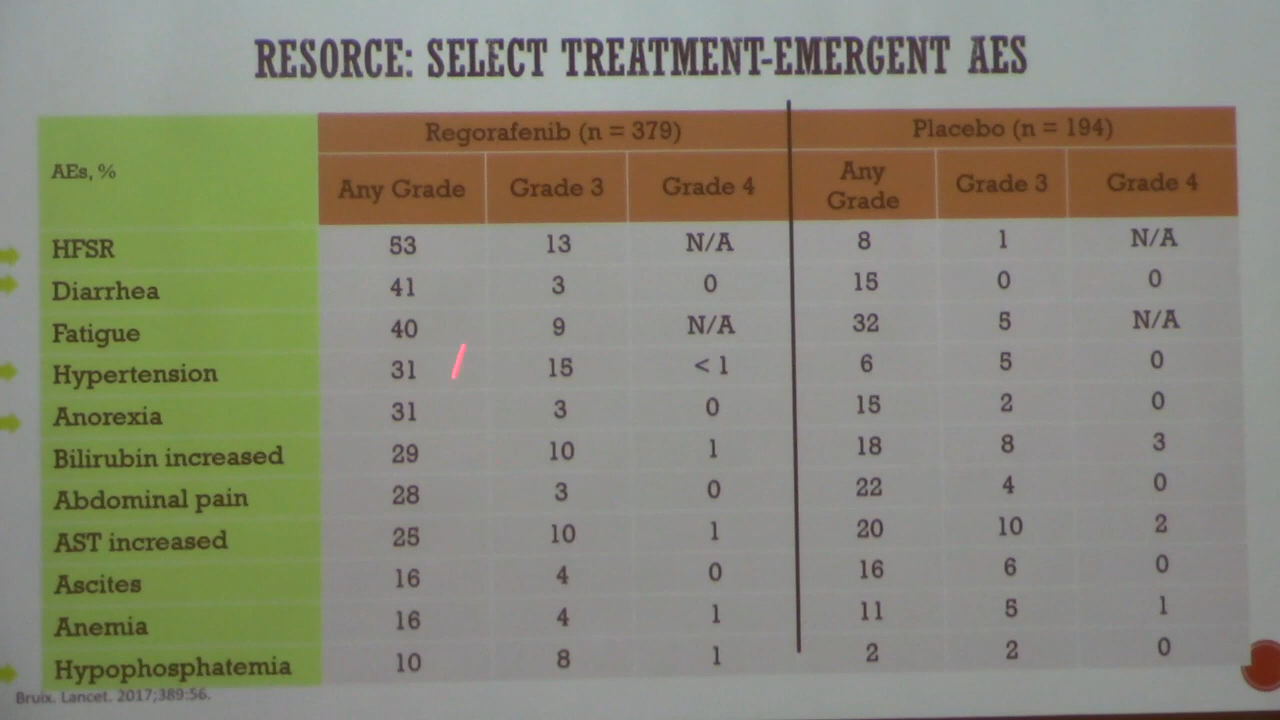 RESORCE: SELECT TREATMENT-EMERGENT AES
AEs, %
Regorafenib (n = 379)
Placebo (n = 194)
Any Grade
Grade 3
Grade 4
Any
Grade
Grade 3
Grade 4
HFSR 53 13 N/A 8 1 N/A
Diarrhea 41 3 0 15 0 0
Fatigue 40 9 N/A 32 5 N/A
Hypertension 31 15 < 1 6 5 0
Anorexia 31 3 0 15 2 0
Bilirubin increased 29 10 1 18 8 3
Abdominal pain 28 3 0 22 4 0
AST increased 25 10 1 20 10 2
Ascites 16 4 0 16 6 0
Anemia 16 4 1 11 5 1
Hypophosphatemia 10 8 1 2 2 0
Bruix. Lancet. 2017;389:56.